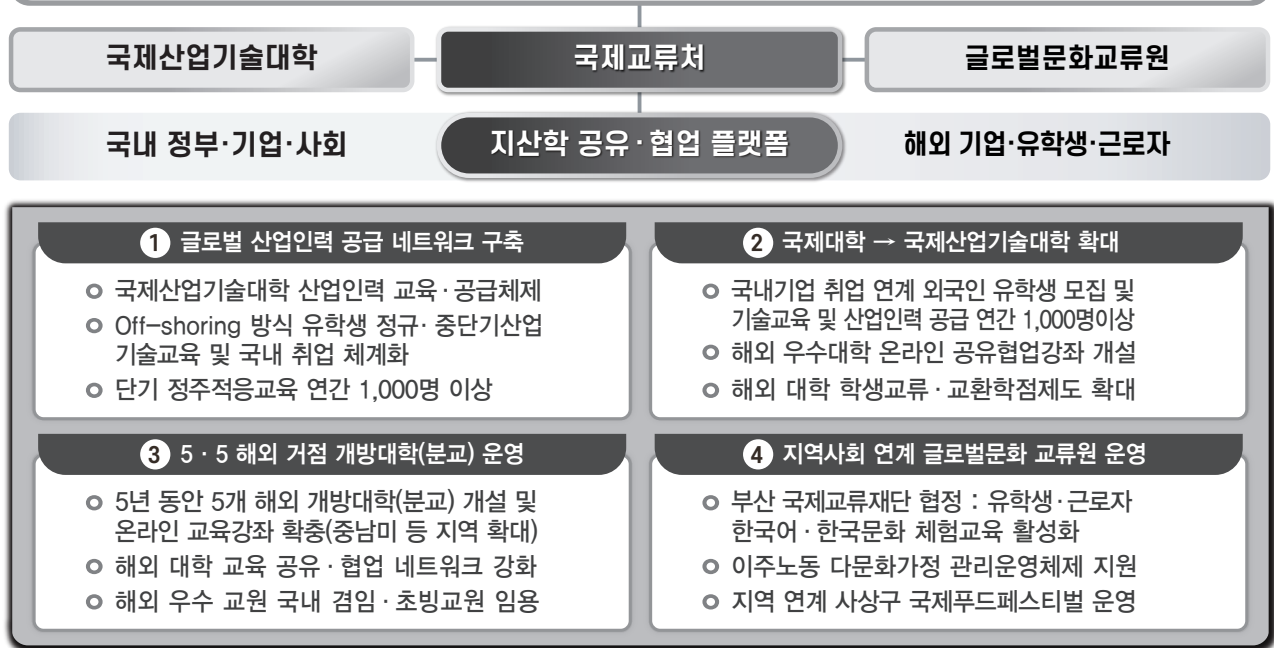 국제산업기술대학 국제교류처 글로벌문화교류원
국내 정부·기업·사회 지산학 공유·협업 플랫폼 해외 기업·유학생·근로자
1 글로벌 산업인력 공급 네트워크 구축
국제산업기술대학 산업인력 교육·공급체제
Off-shoring 방식 유학생 정규·중단기산업
기술교육 및 국내 취업 체계화
단기 정주적응교육 연간 1,000명 이상
2 국제대학 → 국제산업기술대학 확대
국내기업 취업 연계 외국인 유학생 모집 및
기술교육 및 산업인력 공급 연간 1,000명이상
해외 우수대학 온라인 공유협업강좌 개설
해외 대학 학생교류·교환학점제도 확대
3 5·5 해외 거점 개방대학(분교) 운영
5년 동안 5개 해외 개방대학(분교) 개설 및
온라인 교육강좌 확충(중남미 등 지역 확대)
해외 대학 교육 공유·협업 네트워크 강화
해외 우수 교원 국내 겸임·초빙교원 임용
4 지역사회 연계 글로벌문화 교류원 운영
부산 국제교류재단 협정 : 유학생·근로자
한국어·한국문화 체험교육 활성화
이주노동 다문화가정 관리운영체제 지원
지역 연계 사상구 국제푸드페스티벌 운영